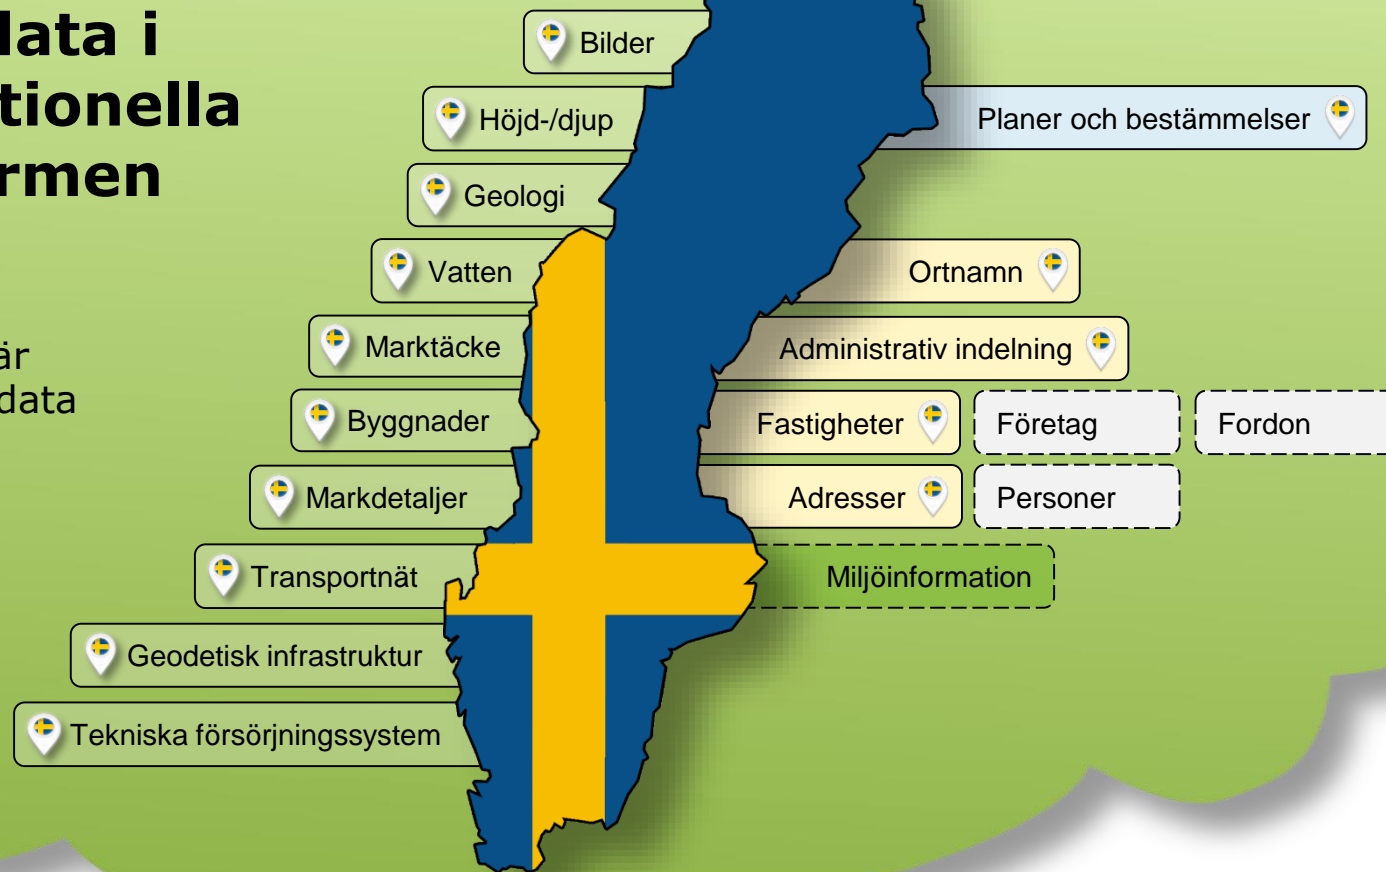 data i
tionella
rmen
är
data
Bilder
Höjd-/djup
Geologi
Vatten
Marktäcke
Byggnader
Markdetaljer
Transportnät
Geodetisk infrastruktur
Tekniska försörjningssystem
Planer och bestämmelser
Ortnamn
Administrativ indelning
Fastigheter
Företag
Fordon
Adresser
Personer
Miljöinformation